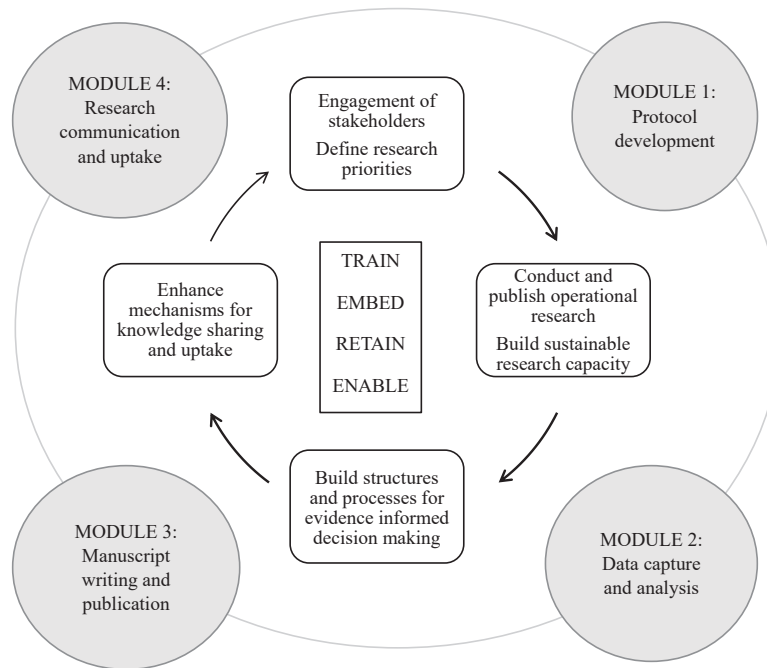 MODULE 4:
Research
communication
and uptake
Engagement of
stakeholders
Define research
priorities
MODULE 1:
Protocol
development
Enhance
mechanisms for
knowledge sharing
and uptake
TRAIN
EMBED
RETAIN
ENABLE
Conduct and
publish operational
research
Build sustainable
research capacity
Build structures
and processes for
evidence informed
decision making
MODULE 3:
Manuscript
writing and
publication
MODULE 2:
Data capture
and analysis